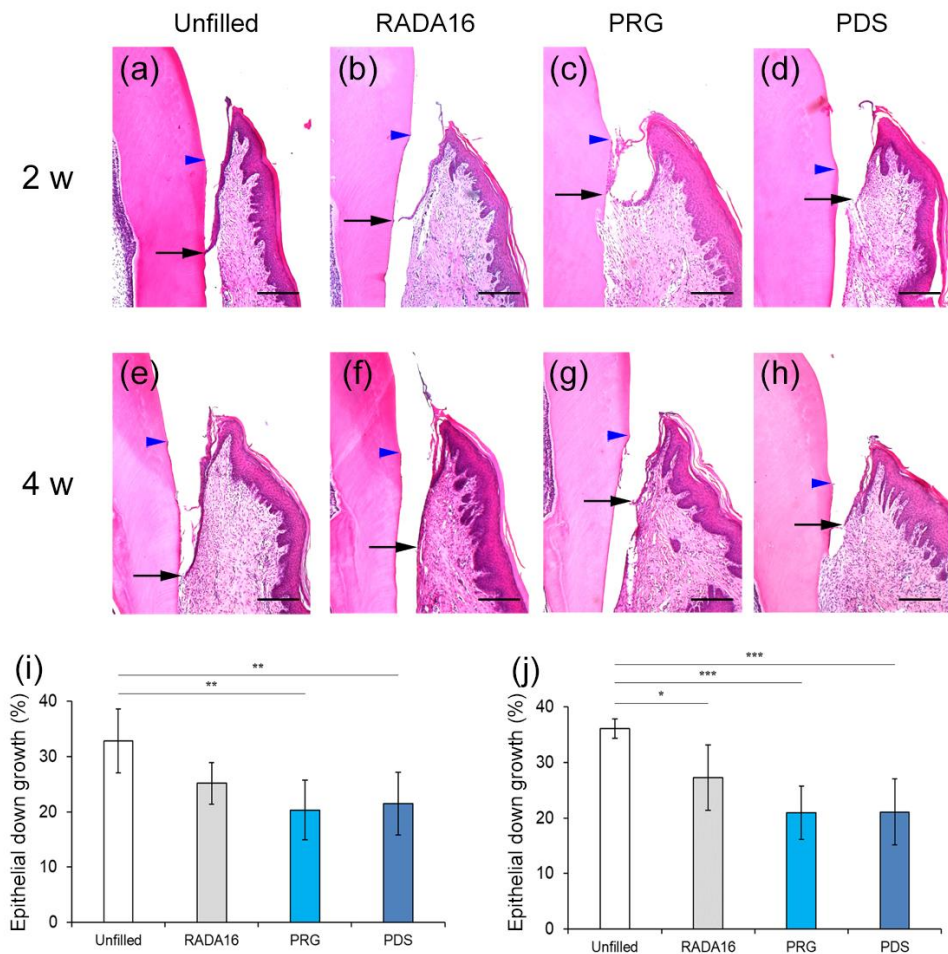 Unfilled RADA16 PRG PDS
(a) (b) (c) (d)
2 w
(e) (f) (g) (h)
4 w
(i)
Epithelial down growth (%)
**
**
40
30
20
10
0
Unfilled RADA16 PRG PDS
(j)
Epithelial down growth (%)
***
***
*
40
30
20
10
0
Unfilled RADA16 PRG PDS